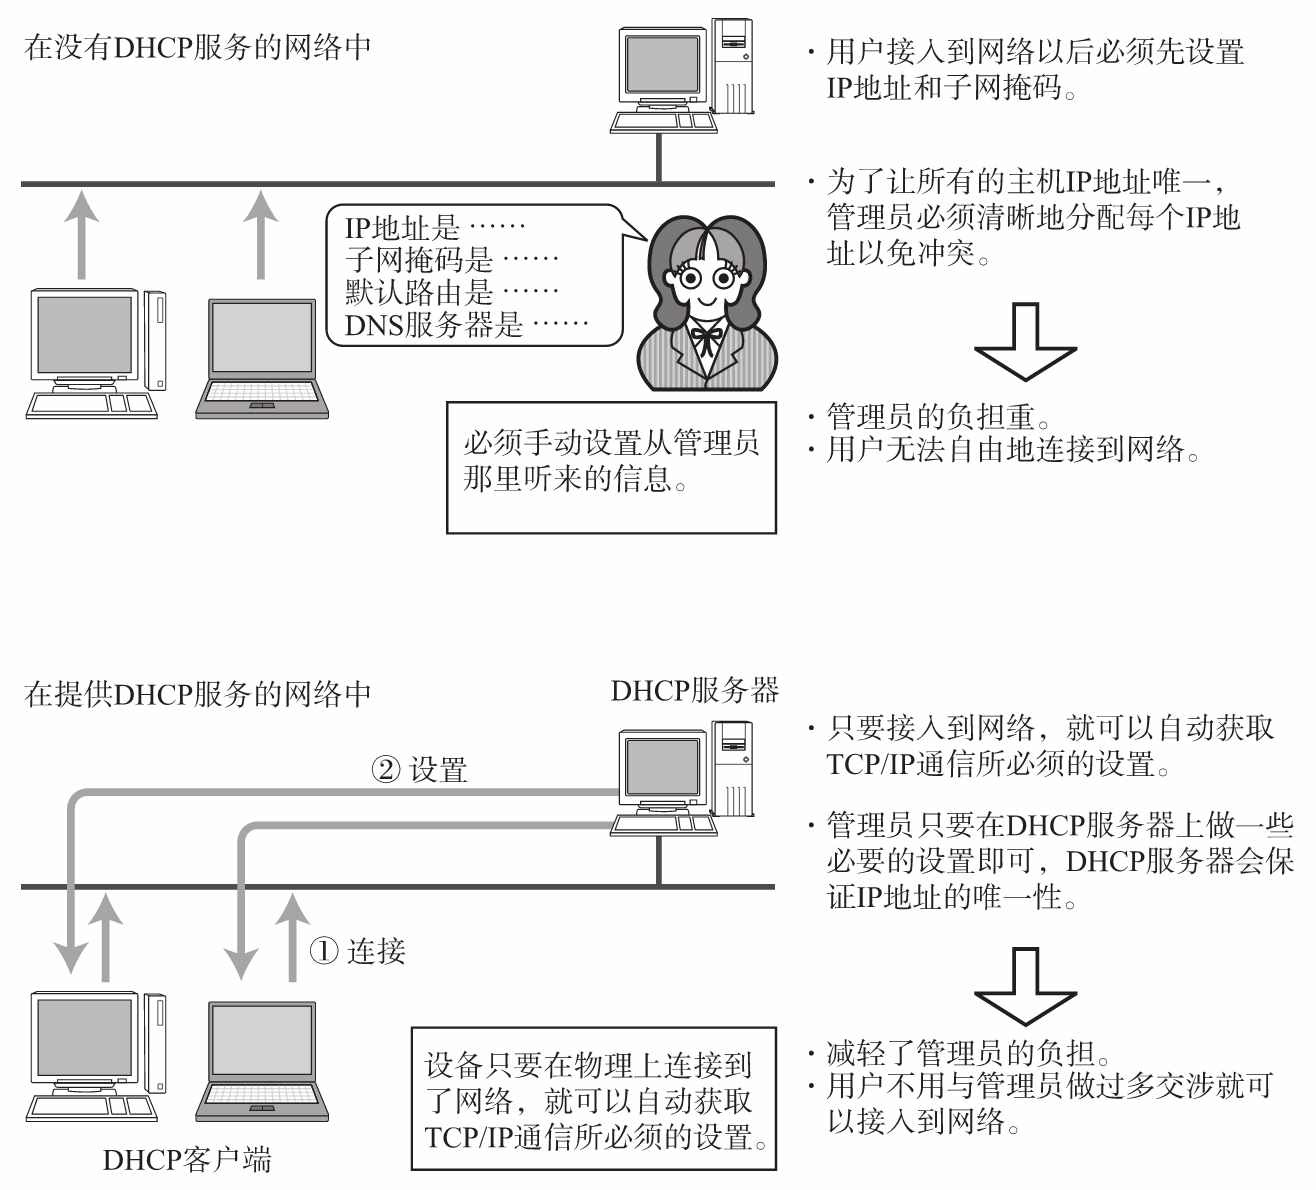 在没有DHCP服务的网络中
·用户接入到网络以后必须先设置
IP地址和子网掩码。
·为了让所有的主机IP地址唯一,
管理员必须清晰地分配每个IP地
址以免冲突。
IP地址是……
子网掩码是……
默认路由是……
DNS服务器是……
必须手动设置从管理员
那里听来的信息。
·管理员的负担重。
·用户无法自由地连接到网络。
在提供DHCP服务的网络中
DHCP服务器
②设置
①连接
DHCP客户端
·只要接入到网络，就可以自动获取
TCP/IP通信所必须的设置。
·管理员只要在DHCP服务器上做一些
必要的设置即可，DHCP服务器会保
证IP地址的唯一性。
设备只要在物理上连接到
了网络，就可以自动获取
TCP/IP通信所必须的设置。
·减轻了管理员的负担。
·用户不用与管理员做过多交涉就可
以接入到网络。